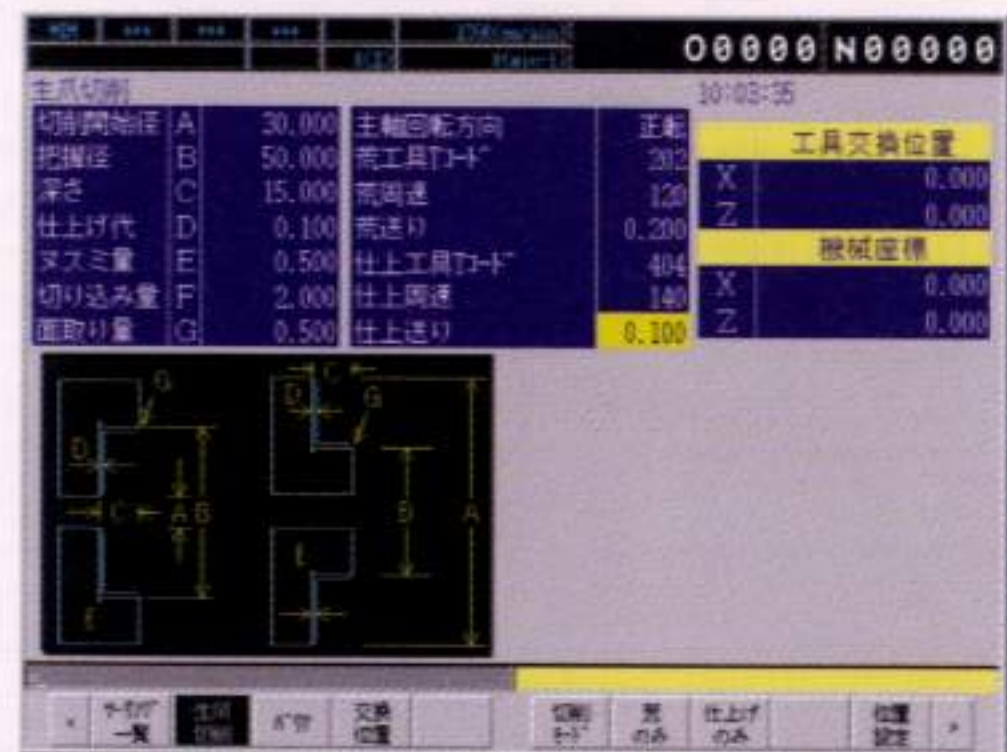 O0000 N00000
生爪切削
10:03:35
切削開始径 A 30.000 主軸回転方向 正転
把握径 B 50.000 荒工具Tコード 202
深さ C 15.000 荒周速 120
仕上げ代 D 0.100 荒送り 0.200
ヌスミ量 E 0.500 仕上工具Tコード 404
切り込み量 F 2.000 仕上周速 140
面取り量 G 0.500 仕上送り 0.100
工具交換位置
X 0.000
Z 0.000
機械座標
X 0.000
Z 0.000
G
D
C
A B
E
C
D
G
B
A
一覧
生爪
切削
交換
位置
切削
モード
荒
のみ
仕上げ
のみ
位置
設定